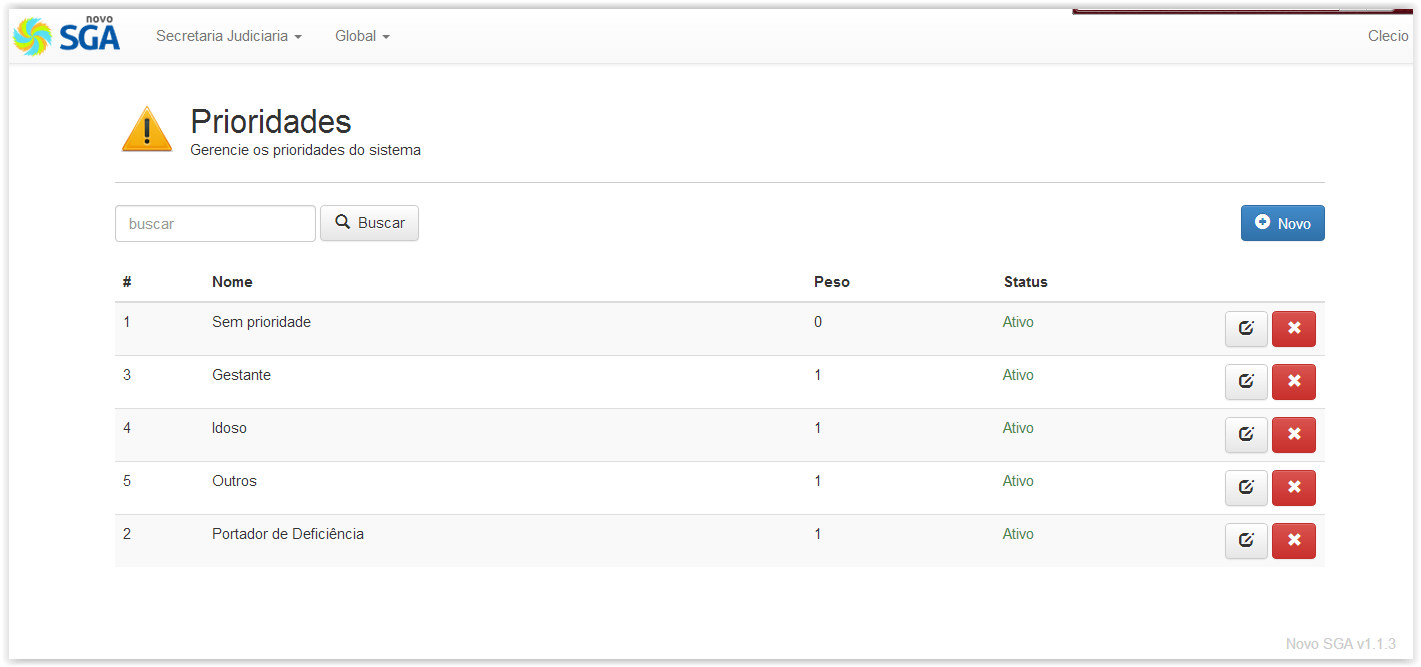 novo
SGA
Secretaria Judiciaria
Global
Clecio
Prioridades
Gerencie os prioridades do sistema
buscar
Buscar
Novo
# Nome Peso Status
1 Sem prioridade 0 Ativo
3 Gestante 1 Ativo
4 Idoso 1 Ativo
5 Outros 1 Ativo
2 Portador de Deficiência 1 Ativo
Novo SGA v1.1.3